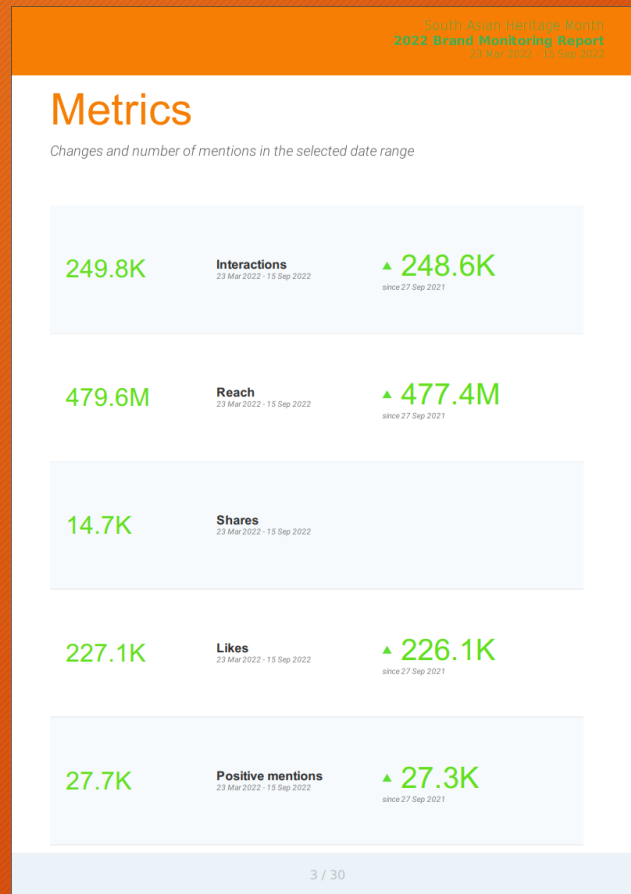 South Asian Heritage Month
2022 Brand Monitoring Report
23 Mar 2022 - 15 Sep 2022
Metrics
Changes and number of mentions in the selected date range
249.8K
Interactions
23 Mar 2022 - 15 Sep 2022
▲ 248.6K
since 27 Sep 2021
479.6M
Reach
23 Mar 2022 - 15 Sep 2022
▲ 477.4M
since 27 Sep 2021
14.7K
Shares
23 Mar 2022 - 15 Sep 2022
227.1K
Likes
23 Mar 2022 - 15 Sep 2022
▲ 226.1K
since 27 Sep 2021
27.7K
Positive mentions
23 Mar 2022 - 15 Sep 2022
▲ 27.3K
since 27 Sep 2021
3 / 30